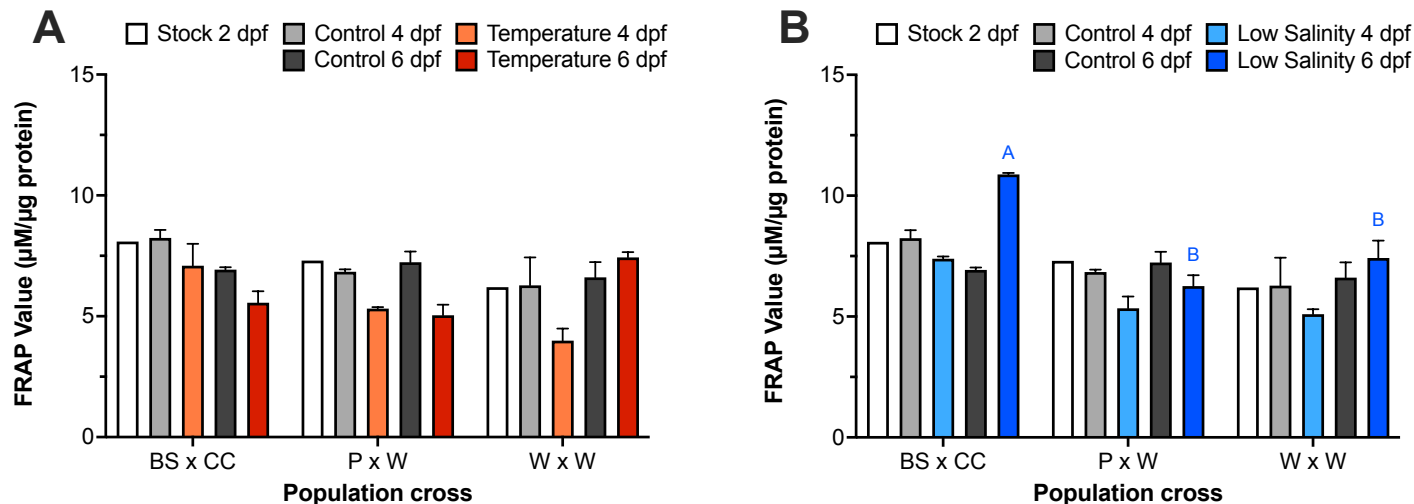 A
Stock 2 dpf
Control 4 dpf
Temperature 4 dpf
Control 6 dpf
Temperature 6 dpf
FRAP Value (µM/µg protein)
15
10
5
0
BS x CC
P x W
W x W
Population cross
B
Stock 2 dpf
Control 4 dpf
Low Salinity 4 dpf
Control 6 dpf
Low Salinity 6 dpf
FRAP Value (µM/µg protein)
15
10
5
0
A
B
B
BS x CC
P x W
W x W
Population cross